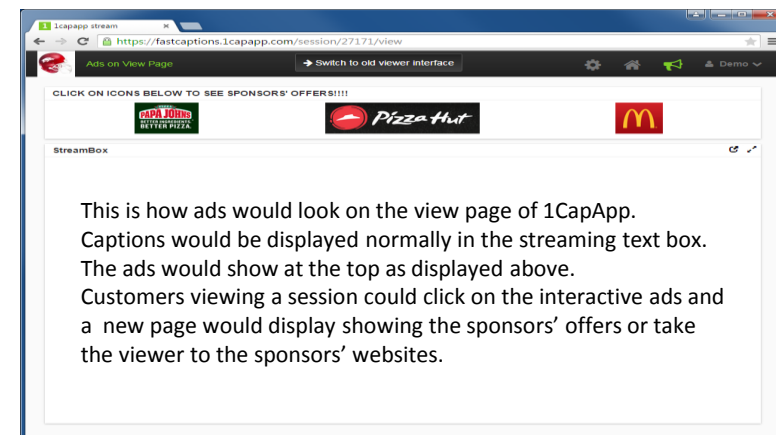 1capapp stream
https://fastcaptions.1capapp.com/session/27171/view
Ads on View Page
→ Switch to old viewer interface
Demo
CLICK ON ICONS BELOW TO SEE SPONSORS' OFFERS!!!!
PAPA JOHNS
BETTER INGREDIENTS.
BETTER PIZZA.
Pizza Hut
StreamBox
This is how ads would look on the view page of 1CapApp.
Captions would be displayed normally in the streaming text box.
The ads would show at the top as displayed above.
Customers viewing a session could click on the interactive ads and
a new page would display showing the sponsors’ offers or take
the viewer to the sponsors’ websites.